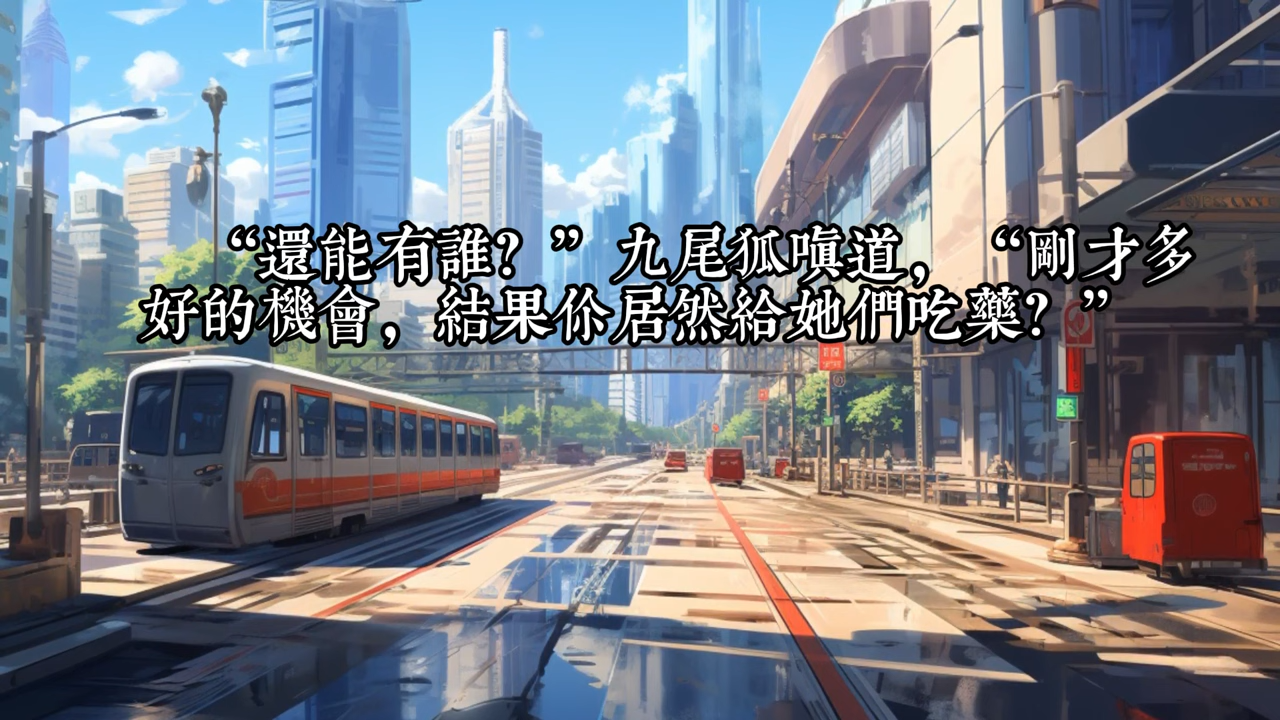 “還能有誰？”九尾狐嗔道，“剛才多
好的機會，結果你居然給她們吃藥？”